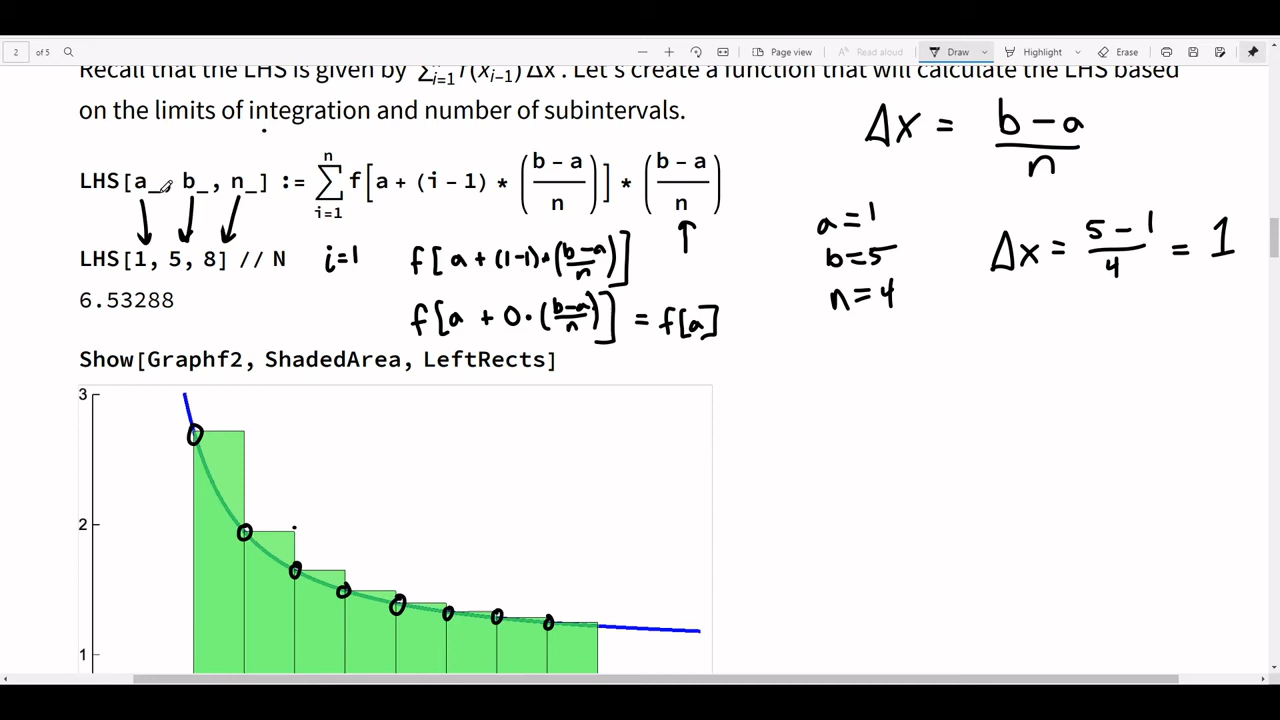 2 of 5 Page view Read aloud Draw Highlight Erase
Recall that the LHS is given by ∑ᵢ₌₁ⁿ f(xᵢ₋₁) Δx. Let's create a function that will calculate the LHS based
on the limits of integration and number of subintervals.
Δx = (b - a)/n
LHS[a_, b_, n_] := ∑ᵢ₌₁ⁿ f[a + (i - 1) * ((b - a)/n)] * ((b - a)/n)
a = 1
b = 5
n = 4
Δx = (5 - 1)/4 = 1
LHS[1, 5, 8] // N
i = 1 f[a + (1-1)·((b-a)/n)]
6.53288
f[a + 0·((b-a)/n)] = f[a]
Show[Graphf2, ShadedArea, LeftRects]
3
2
1